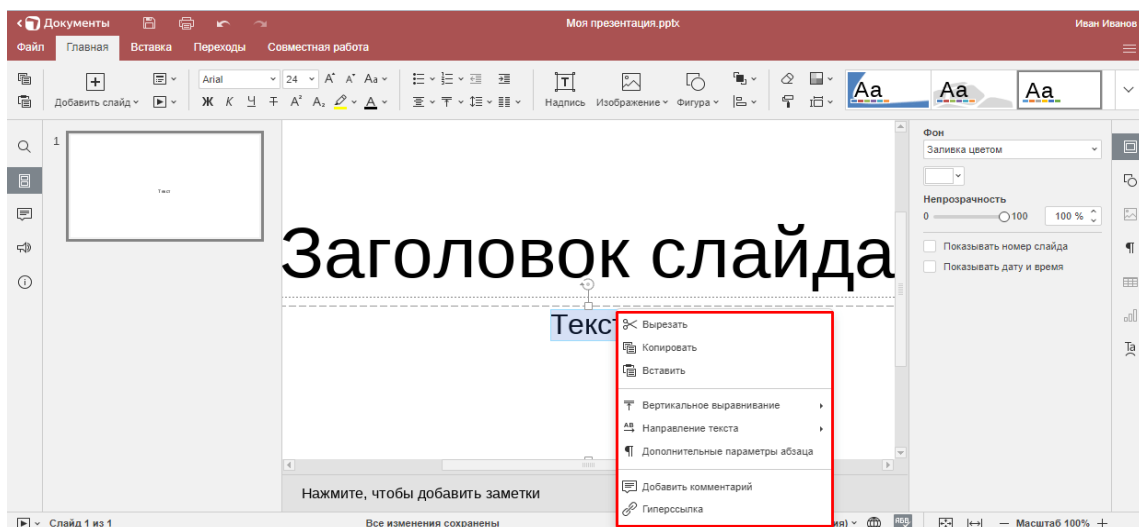 Документы
Моя презентация.pptx
Иван Иванов
Файл Главная Вставка Переходы Совместная работа
Arial 24 Aa Aa Aa Aa
Добавить слайд Ж К Ч Надпись Изображение Фигура
1
Текст
Заголовок слайда
Текст
Вырезать
Копировать
Вставить
Вертикальное выравнивание
Направление текста
Дополнительные параметры абзаца
Добавить комментарий
Гиперссылка
Нажмите, чтобы добавить заметки
Фон
Заливка цветом
Непрозрачность
0 100 100 %
Показывать номер слайда
Показывать дату и время
Слайд 1 из 1
Все изменения сохранены
Масштаб 100%